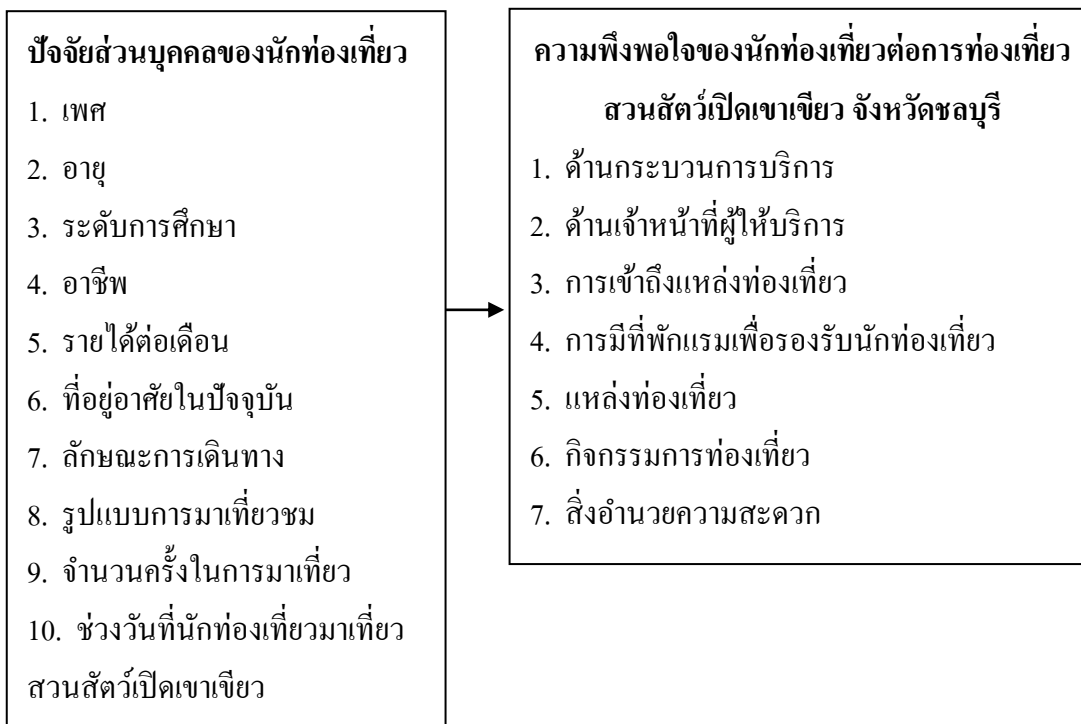 ปัจจัยส่วนบุคคลของนักท่องเที่ยว
1. เพศ
2. อายุ
3. ระดับการศึกษา
4. อาชีพ
5. รายได้ต่อเดือน
6. ที่อยู่อาศัยในปัจจุบัน
7. ลักษณะการเดินทาง
8. รูปแบบการมาเที่ยวชม
9. จำนวนครั้งในการมาเที่ยว
10. ช่วงวันที่นักท่องเที่ยวมาเที่ยว
สวนสัตว์เปิดเขาเขียว
ความพึงพอใจของนักท่องเที่ยวต่อการท่องเที่ยว
สวนสัตว์เปิดเขาเขียว จังหวัดชลบุรี
1. ด้านกระบวนการบริการ
2. ด้านเจ้าหน้าที่ผู้ให้บริการ
3. การเข้าถึงแหล่งท่องเที่ยว
4. การมีที่พักแรมเพื่อรองรับนักท่องเที่ยว
5. แหล่งท่องเที่ยว
6. กิจกรรมการท่องเที่ยว
7. สิ่งอำนวยความสะดวก